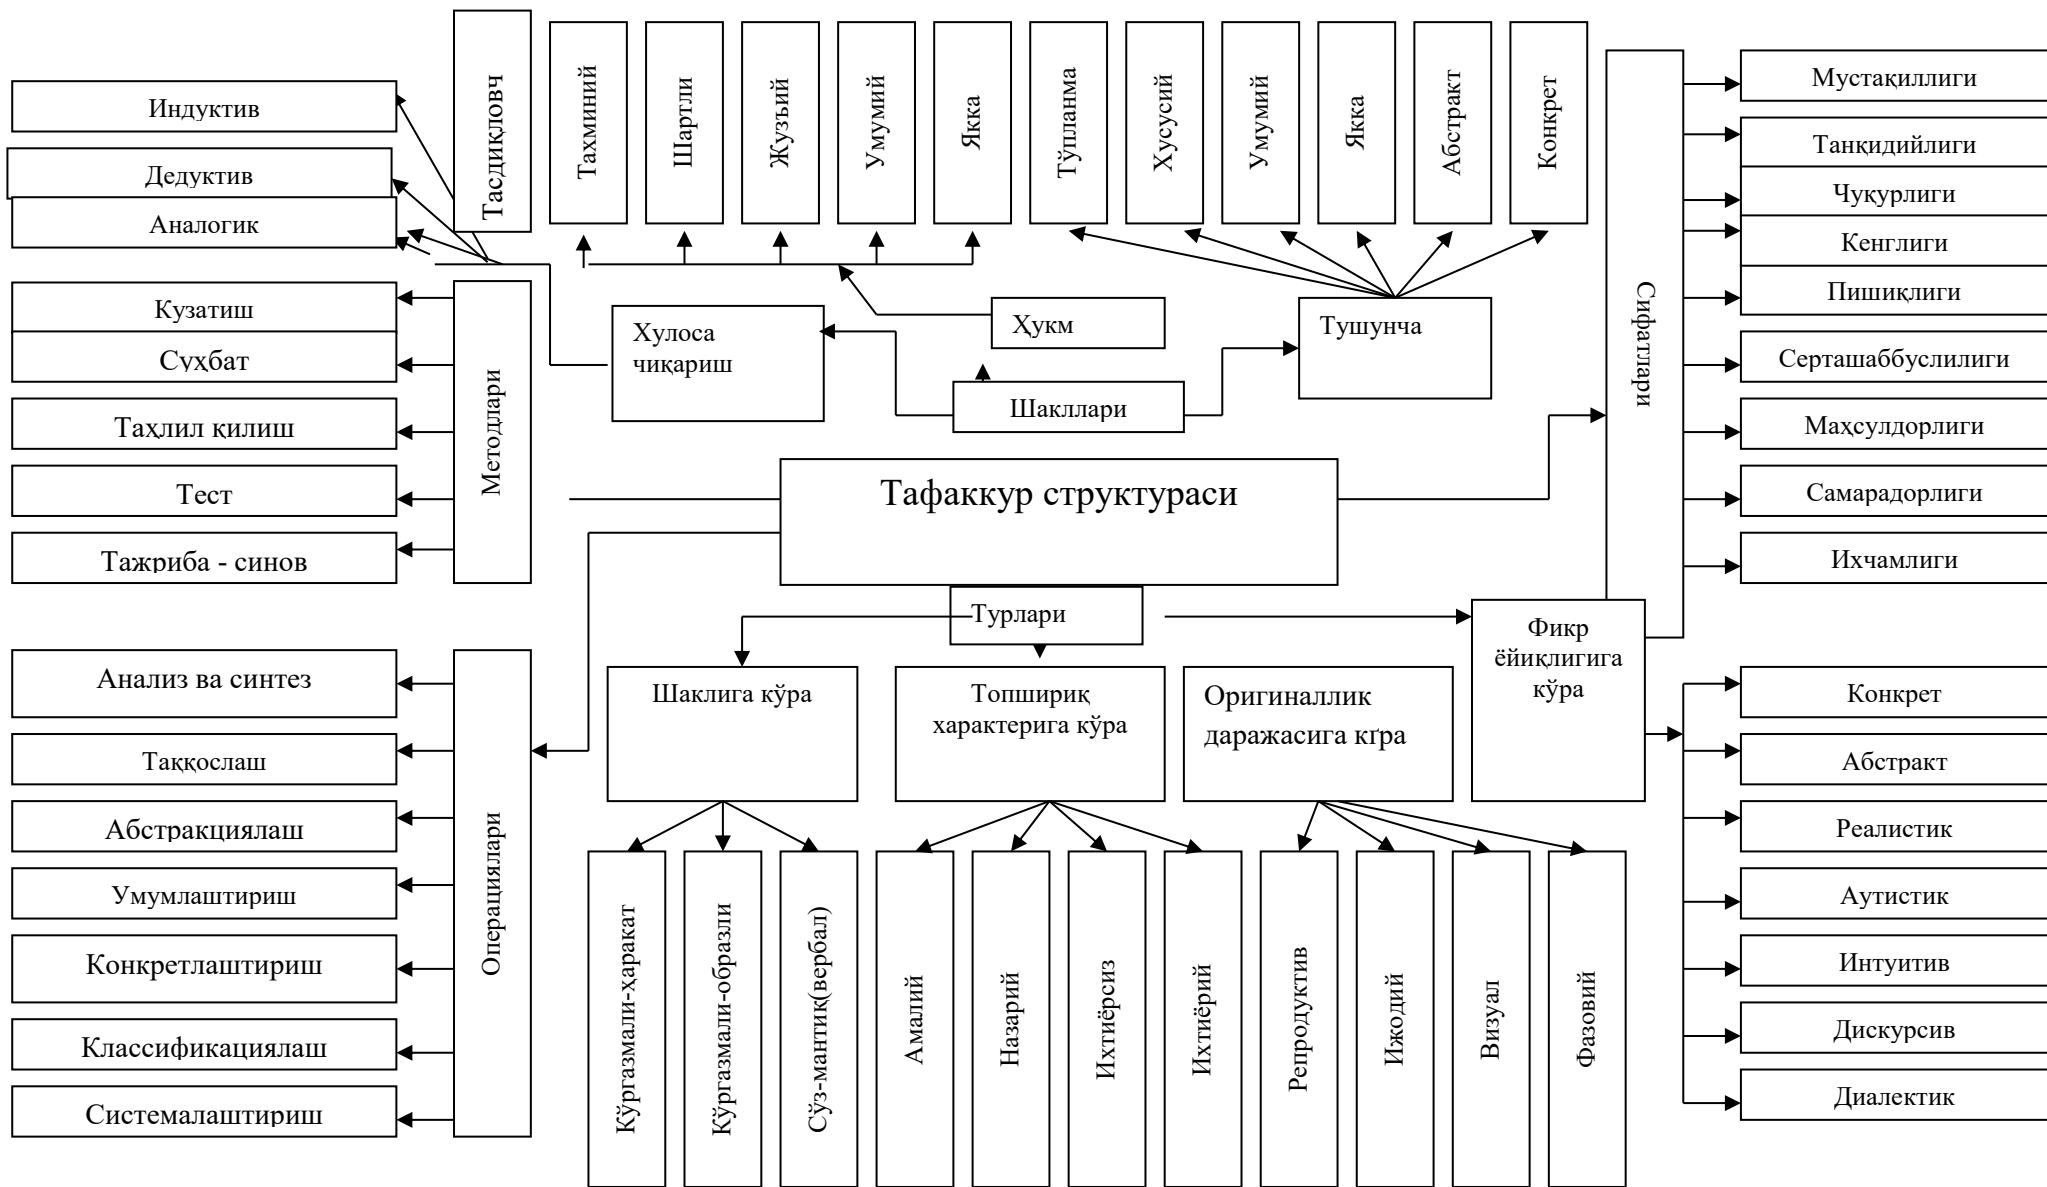 Тасдиқловч
Тахминий
Шартли
Жузъий
Умумий
Якка
Тўпланма
Хусусий
Умумий
Якка
Абстракт
Конкрет
Индуктив
Дедуктив
Аналогик
Кузатиш
Суҳбат
Таҳлил қилиш
Тест
Тажриба - синов
Методлари
Хулоса
чиқариш
Ҳукм
Тушунча
Шакллари
Сифатлари
Мустақиллиги
Танқидийлиги
Чуқурлиги
Кенглиги
Пишиқлиги
Серташаббуслилиги
Маҳсулдорлиги
Самарадорлиги
Ихчамлиги
Тафаккур структураси
Турлари
Анализ ва синтез
Таққослаш
Абстракциялаш
Умумлаштириш
Конкретлаштириш
Классификациялаш
Системалаштириш
Операциялари
Шаклига кўра
Топшириқ
характерига кўра
Оригиналлик
даражасига кґра
Фикр
ёйиқлигига
кўра
Кўргазмали-ҳаракат
Кўргазмали-образли
Сўз-мантиқ(вербал)
Амалий
Назарий
Ихтиёрсиз
Ихтиёрий
Репродуктив
Ижодий
Визуал
Фазовий
Конкрет
Абстракт
Реалистик
Аутистик
Интуитив
Дискурсив
Диалектик